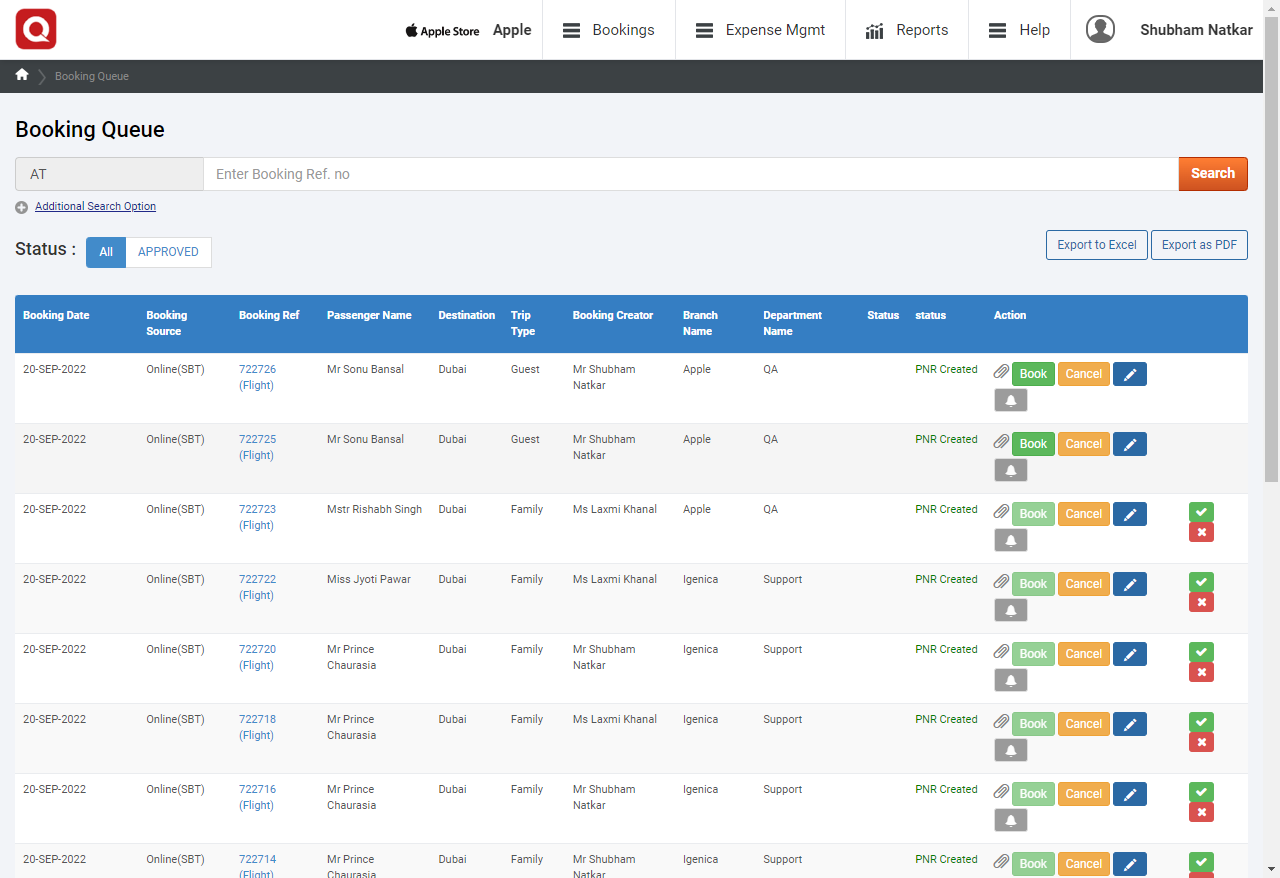 Apple Store Apple Bookings Expense Mgmt Reports Help Shubham Natkar
Booking Queue
Booking Queue
AT Enter Booking Ref. no Search
Additional Search Option
Status : All APPROVED Export to Excel Export as PDF
Booking Date Booking Source Booking Ref Passenger Name Destination Trip Type Booking Creator Branch Name Department Name Status status Action
20-SEP-2022 Online(SBT) 722726 (Flight) Mr Sonu Bansal Dubai Guest Mr Shubham Natkar Apple QA PNR Created Book Cancel
20-SEP-2022 Online(SBT) 722725 (Flight) Mr Sonu Bansal Dubai Guest Mr Shubham Natkar Apple QA PNR Created Book Cancel
20-SEP-2022 Online(SBT) 722723 (Flight) Mstr Rishabh Singh Dubai Family Ms Laxmi Khanal Apple QA PNR Created Book Cancel
20-SEP-2022 Online(SBT) 722722 (Flight) Miss Jyoti Pawar Dubai Family Ms Laxmi Khanal Igenica Support PNR Created Book Cancel
20-SEP-2022 Online(SBT) 722720 (Flight) Mr Prince Chaurasia Dubai Family Mr Shubham Natkar Igenica Support PNR Created Book Cancel
20-SEP-2022 Online(SBT) 722718 (Flight) Mr Prince Chaurasia Dubai Family Ms Laxmi Khanal Igenica Support PNR Created Book Cancel
20-SEP-2022 Online(SBT) 722716 (Flight) Mr Prince Chaurasia Dubai Family Mr Shubham Natkar Igenica Support PNR Created Book Cancel
20-SEP-2022 Online(SBT) 722714 (Flight) Mr Prince Chaurasia Dubai Family Mr Shubham Natkar Igenica Support PNR Created Book Cancel